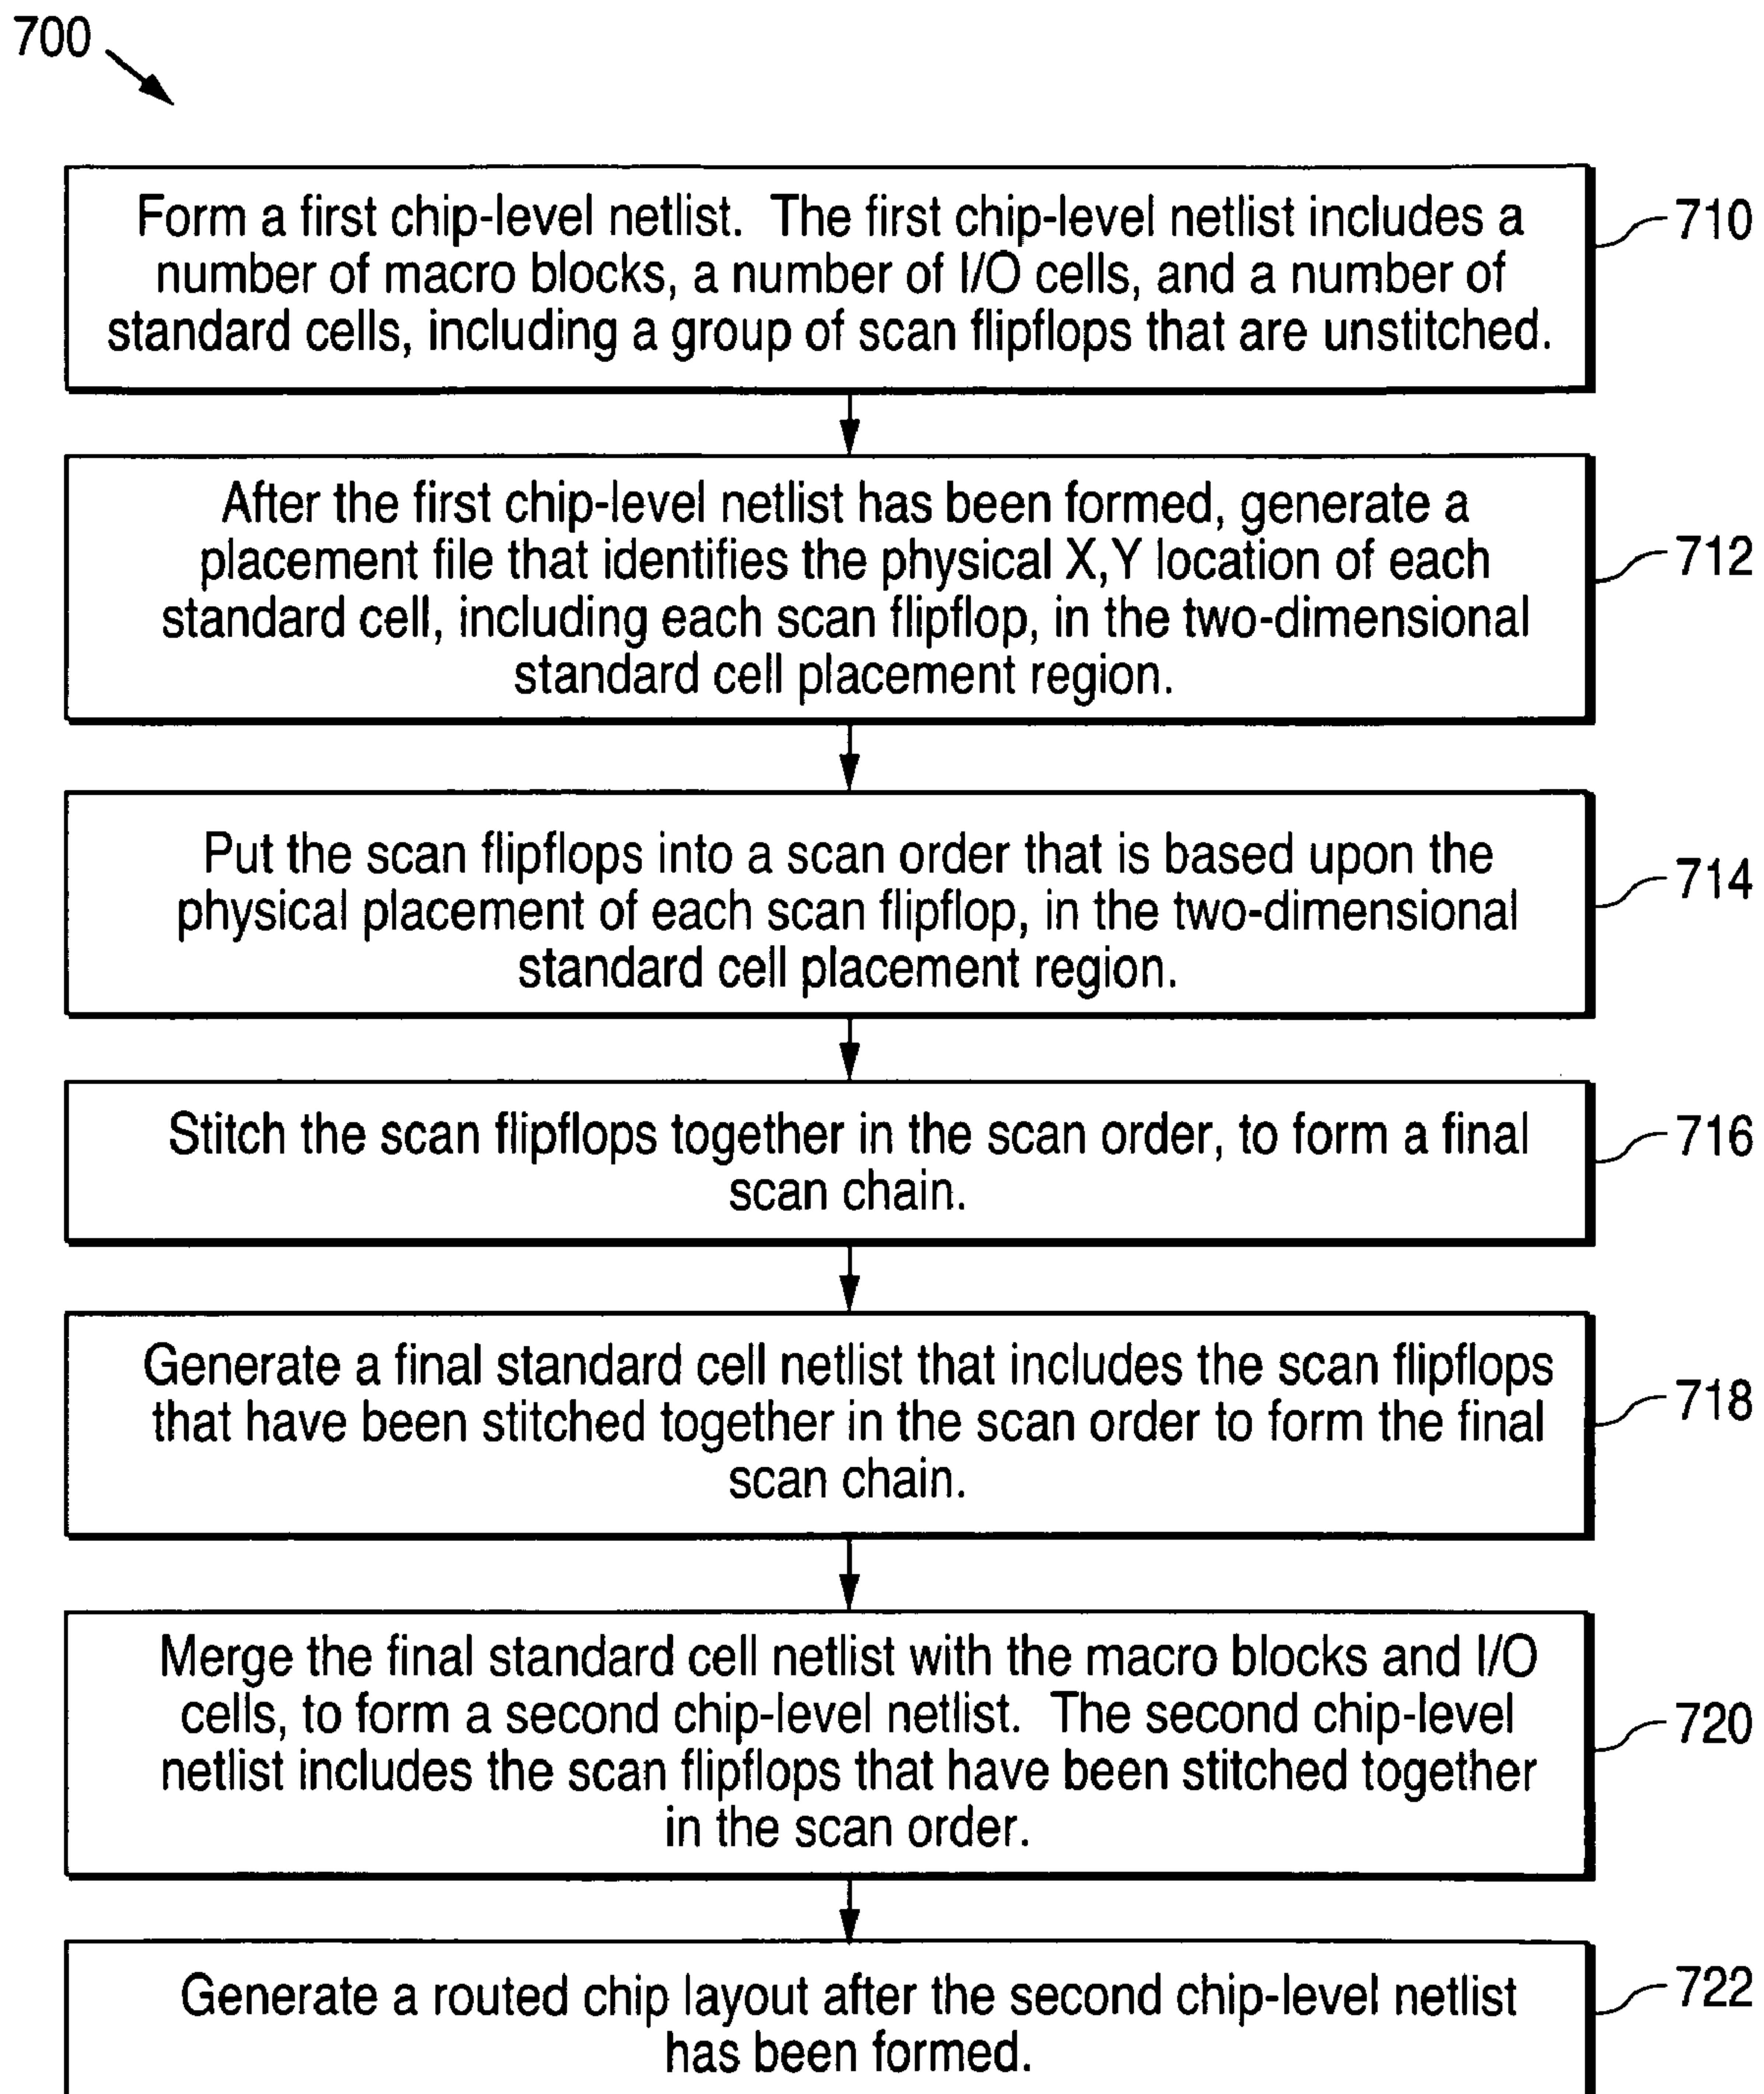 700
Form a first chip-level netlist. The first chip-level netlist includes a
number of macro blocks, a number of I/O cells, and a number of
standard cells, including a group of scan flipflops that are unstitched.
710
After the first chip-level netlist has been formed, generate a
placement file that identifies the physical X,Y location of each
standard cell, including each scan flipflop, in the two-dimensional
standard cell placement region.
712
Put the scan flipflops into a scan order that is based upon the
physical placement of each scan flipflop, in the two-dimensional
standard cell placement region.
714
Stitch the scan flipflops together in the scan order, to form a final
scan chain.
716
Generate a final standard cell netlist that includes the scan flipflops
that have been stitched together in the scan order to form the final
scan chain.
718
Merge the final standard cell netlist with the macro blocks and I/O
cells, to form a second chip-level netlist. The second chip-level
netlist includes the scan flipflops that have been stitched together
in the scan order.
720
Generate a routed chip layout after the second chip-level netlist
has been formed.
722